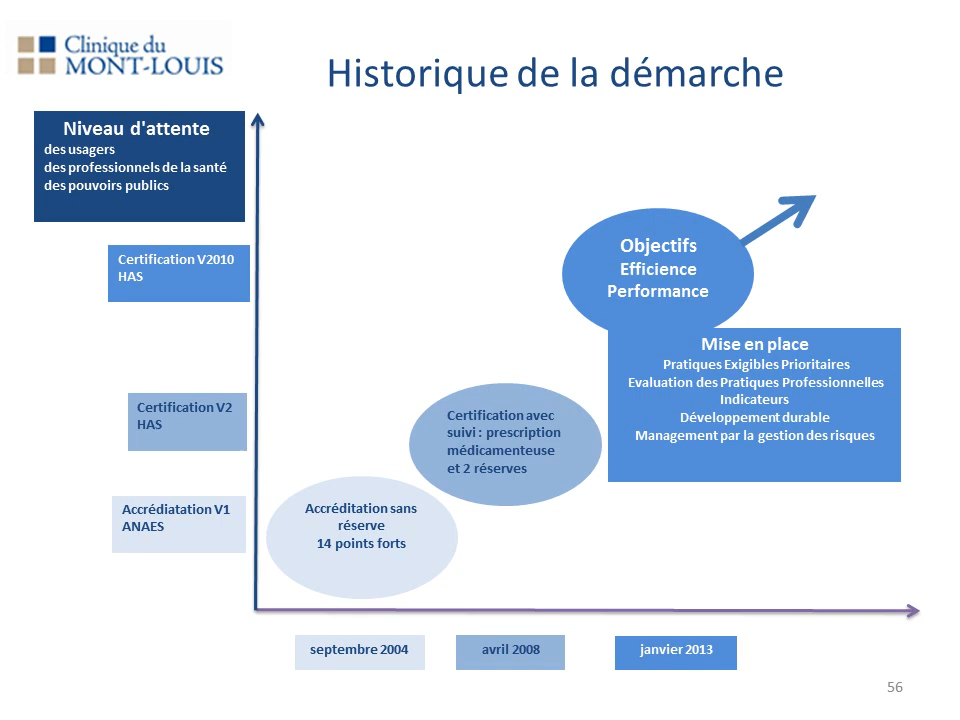 Clinique du
MONT-LOUIS
Historique de la démarche
Niveau d'attente
des usagers
des professionnels de la santé
des pouvoirs publics
Certification V2010
HAS
Objectifs
Efficience
Performance
Mise en place
Pratiques Exigibles Prioritaires
Evaluation des Pratiques Professionnelles
Indicateurs
Développement durable
Management par la gestion des risques
Certification V2
HAS
Certification avec
suivi : prescription
médicamenteuse
et 2 réserves
Accrédiatation V1
ANAES
Accréditation sans
réserve
14 points forts
septembre 2004
avril 2008
janvier 2013
56